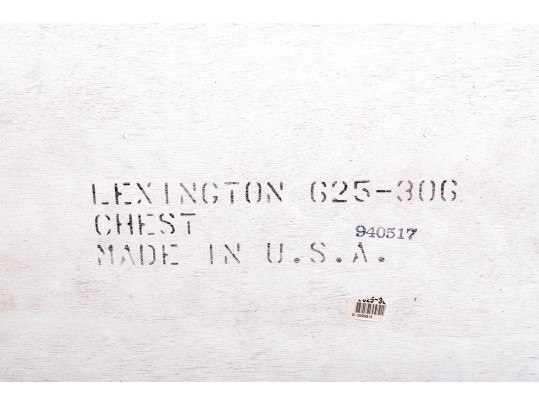 LEXINGTON 625-306
CHEST
940517
MADE IN U.S.A.